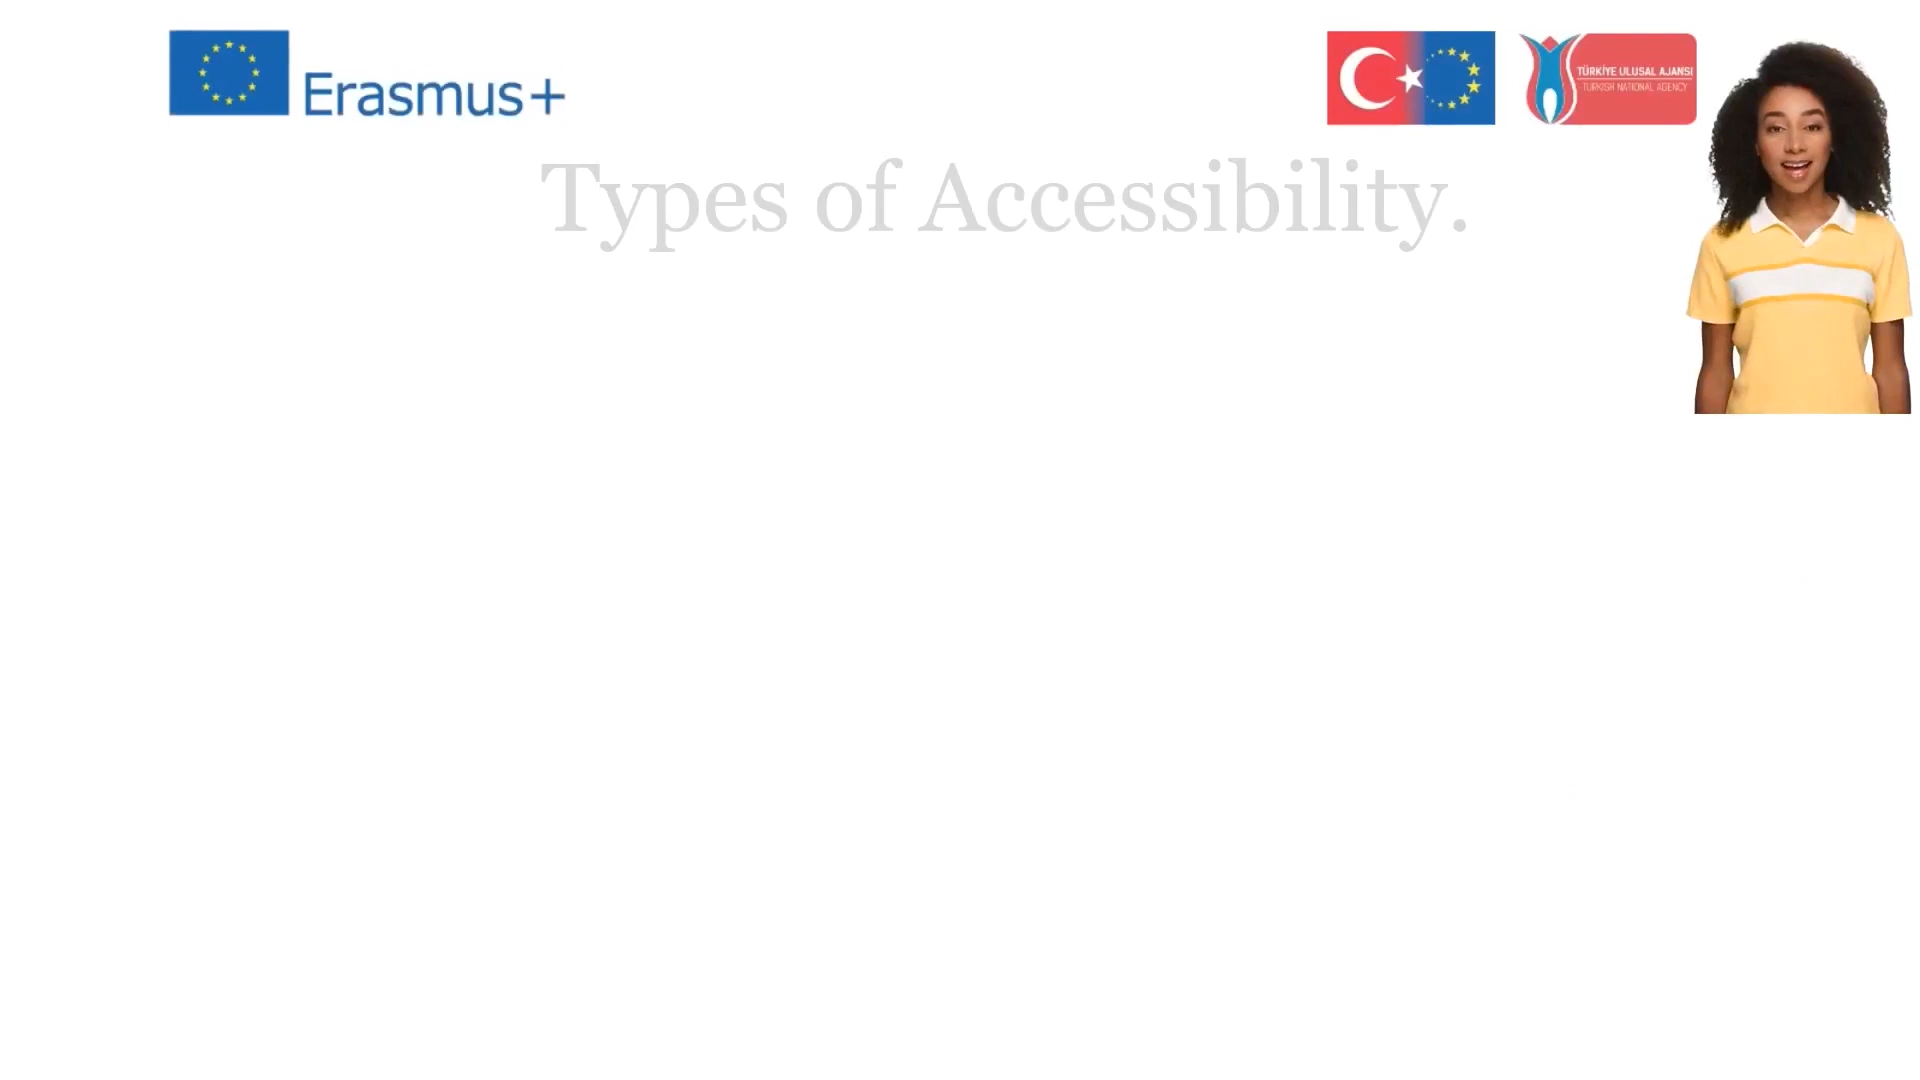 Erasmus+
TÜRKİYE ULUSAL AJANSI
TURKISH NATIONAL AGENCY
Types of Accessibility.